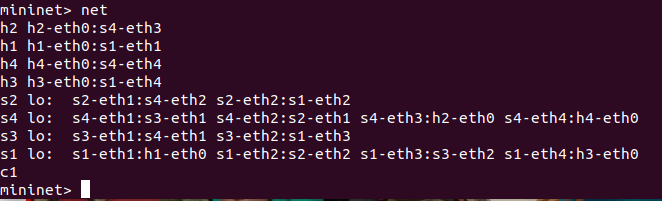 mininet> net
h2 h2-eth0:s4-eth3
h1 h1-eth0:s1-eth1
h4 h4-eth0:s4-eth4
h3 h3-eth0:s1-eth4
s2 lo:  s2-eth1:s4-eth2 s2-eth2:s1-eth2
s4 lo:  s4-eth1:s3-eth1 s4-eth2:s2-eth1 s4-eth3:h2-eth0 s4-eth4:h4-eth0
s3 lo:  s3-eth1:s4-eth1 s3-eth2:s1-eth3
s1 lo:  s1-eth1:h1-eth0 s1-eth2:s2-eth2 s1-eth3:s3-eth2 s1-eth4:h3-eth0
c1
mininet>